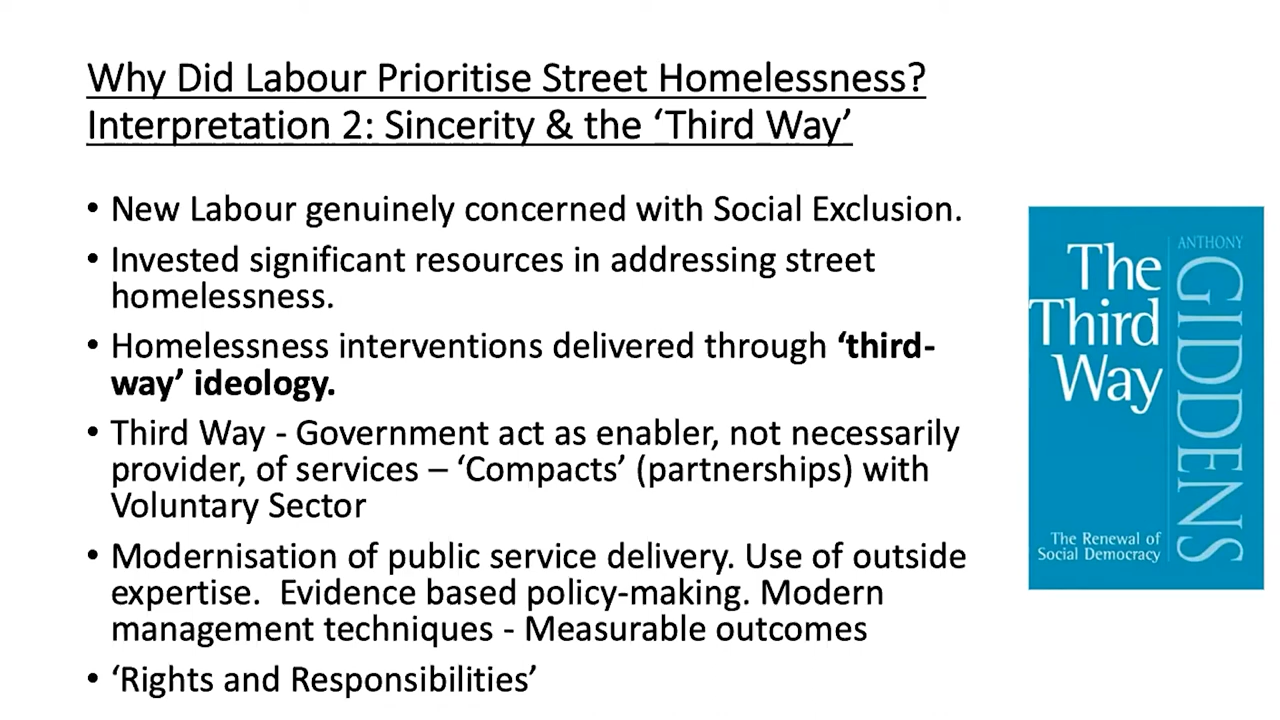 Why Did Labour Prioritise Street Homelessness?
Interpretation 2: Sincerity & the ‘Third Way’
• New Labour genuinely concerned with Social Exclusion.
• Invested significant resources in addressing street
homelessness.
• Homelessness interventions delivered through ‘third-
way’ ideology.
• Third Way - Government act as enabler, not necessarily
provider, of services – ‘Compacts’ (partnerships) with
Voluntary Sector
• Modernisation of public service delivery. Use of outside
expertise.  Evidence based policy-making. Modern
management techniques - Measurable outcomes
• ‘Rights and Responsibilities’
The
Third
Way
ANTHONY
GIDDENS
The Renewal of
Social Democracy